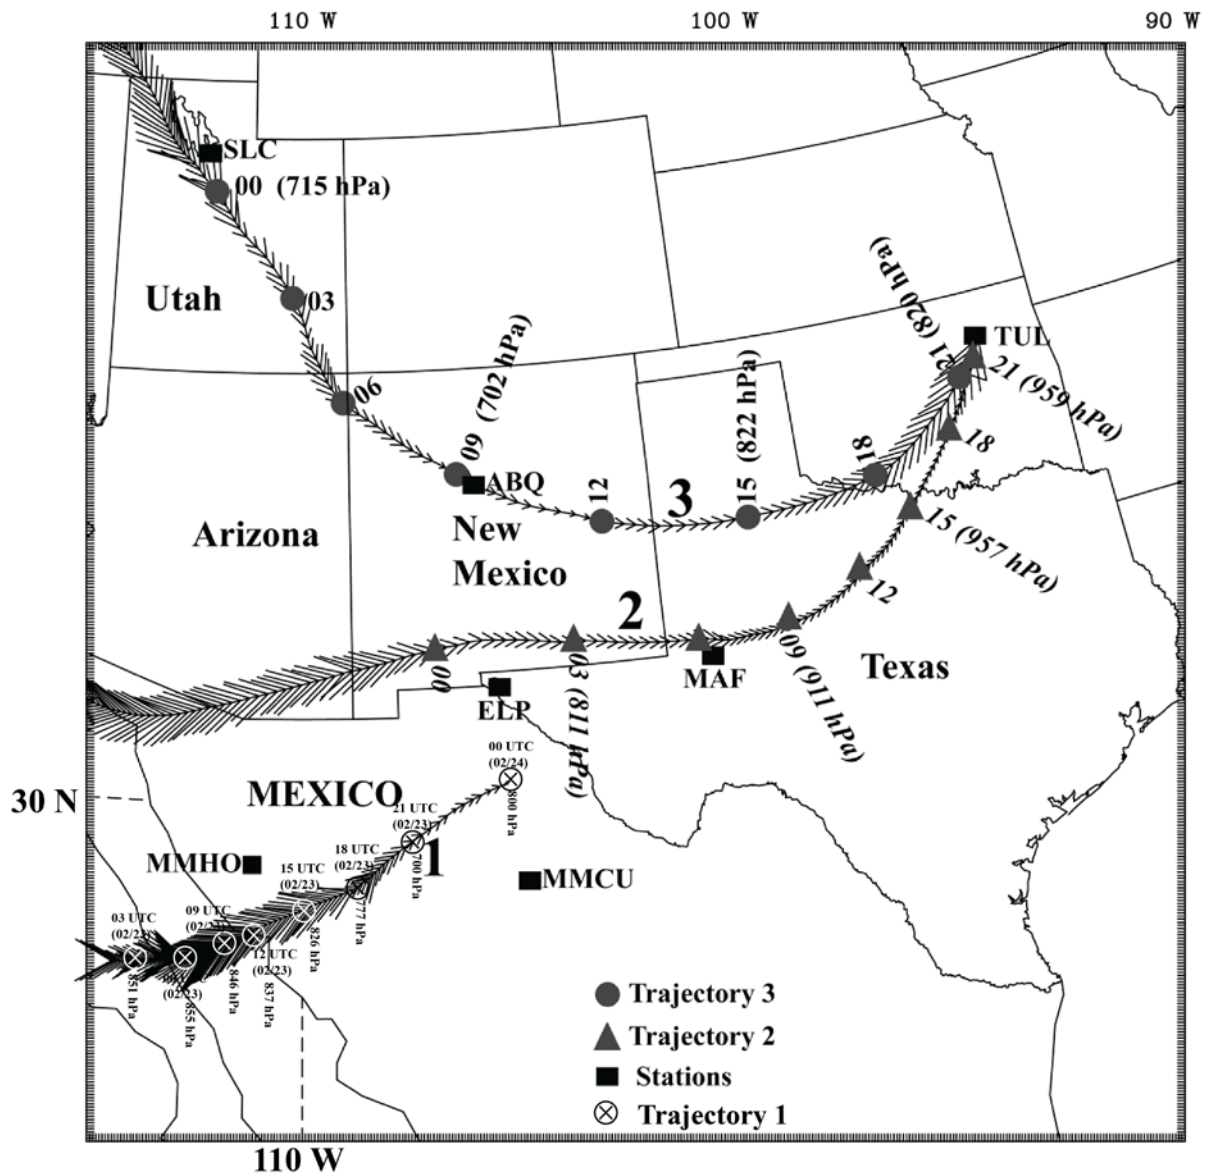 110 W
100 W
90 W
SLC
00 (715 hPa)
Utah
03
06
09 (702 hPa)
ABQ
12
3
15 (822 hPa)
18
21 (820 hPa)
TUL
21 (959 hPa)
18
15 (957 hPa)
12
Arizona
New
Mexico
2
00
03 (811 hPa)
MAF
09 (911 hPa)
Texas
ELP
00 UTC
(02/24)
800 hPa
30 N
MEXICO
21 UTC
(02/23)
700 hPa
1
18 UTC
(02/23)
777 hPa
MMHO
MMCU
15 UTC
(02/23)
826 hPa
09 UTC
(02/23)
846 hPa
12 UTC
(02/23)
837 hPa
03 UTC
(02/23)
851 hPa
(02/23)
855 hPa
Trajectory 3
Trajectory 2
Stations
Trajectory 1
110 W